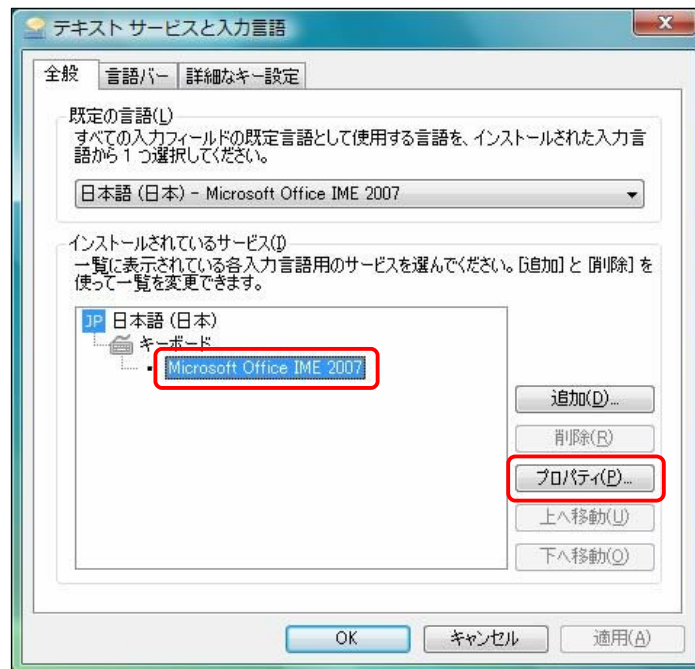 テキスト サービスと入力言語
全般 言語バー 詳細なキー設定
既定の言語(L)
すべての入力フィールドの既定言語として使用する言語を、インストールされた入力言
語から 1 つ選択してください。
日本語 (日本) - Microsoft Office IME 2007
インストールされているサービス(I)
一覧に表示されている各入力言語用のサービスを選んでください。[追加] と [削除] を
使って一覧を変更できます。
JP 日本語 (日本)
キーボード
Microsoft Office IME 2007
追加(D)...
削除(R)
プロパティ(P)...
上へ移動(U)
下へ移動(O)
OK キャンセル 適用(A)